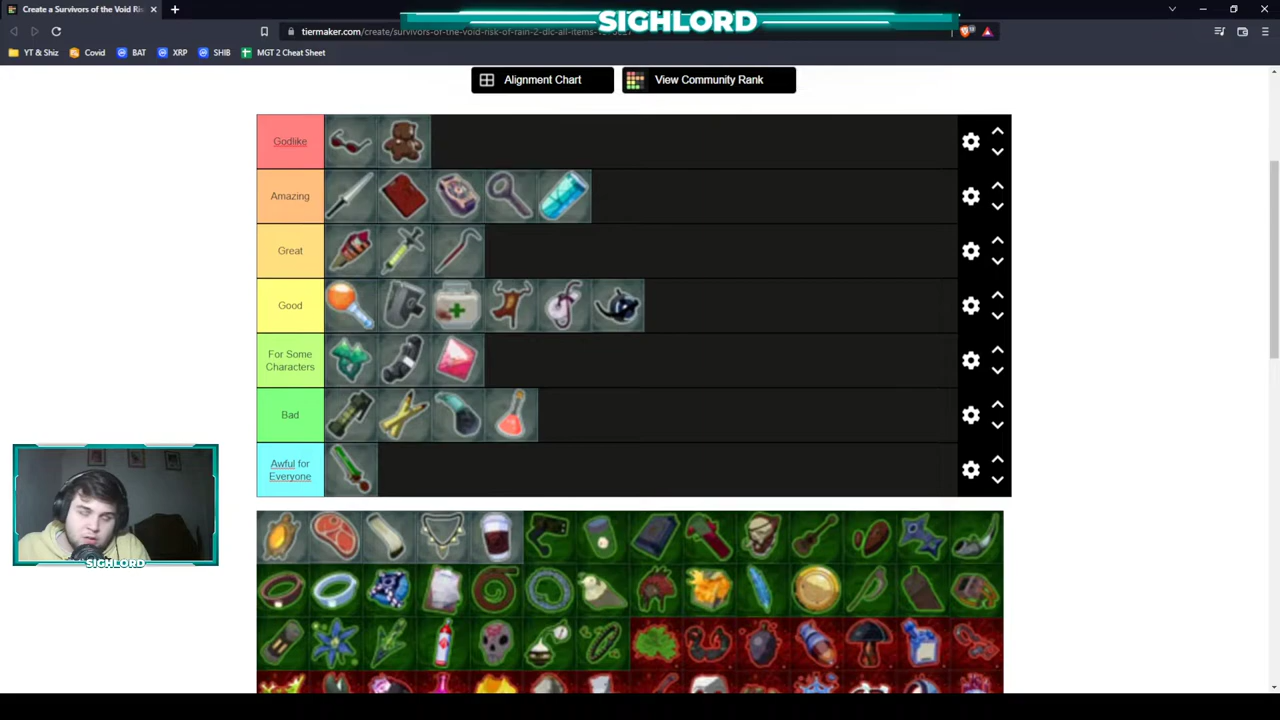 Create a Survivors of the Void Ris
SIGHLORD
tiermaker.com/create/survivors-of-the-void-risk-of-rain-2-dlc-all-items-
YT & Shiz
Covid
BAT
XRP
SHIB
MGT 2 Cheat Sheet
Alignment Chart
View Community Rank
Godlike
Amazing
Great
Good
For Some
Characters
Bad
Awful for
Everyone
SIGHLORD